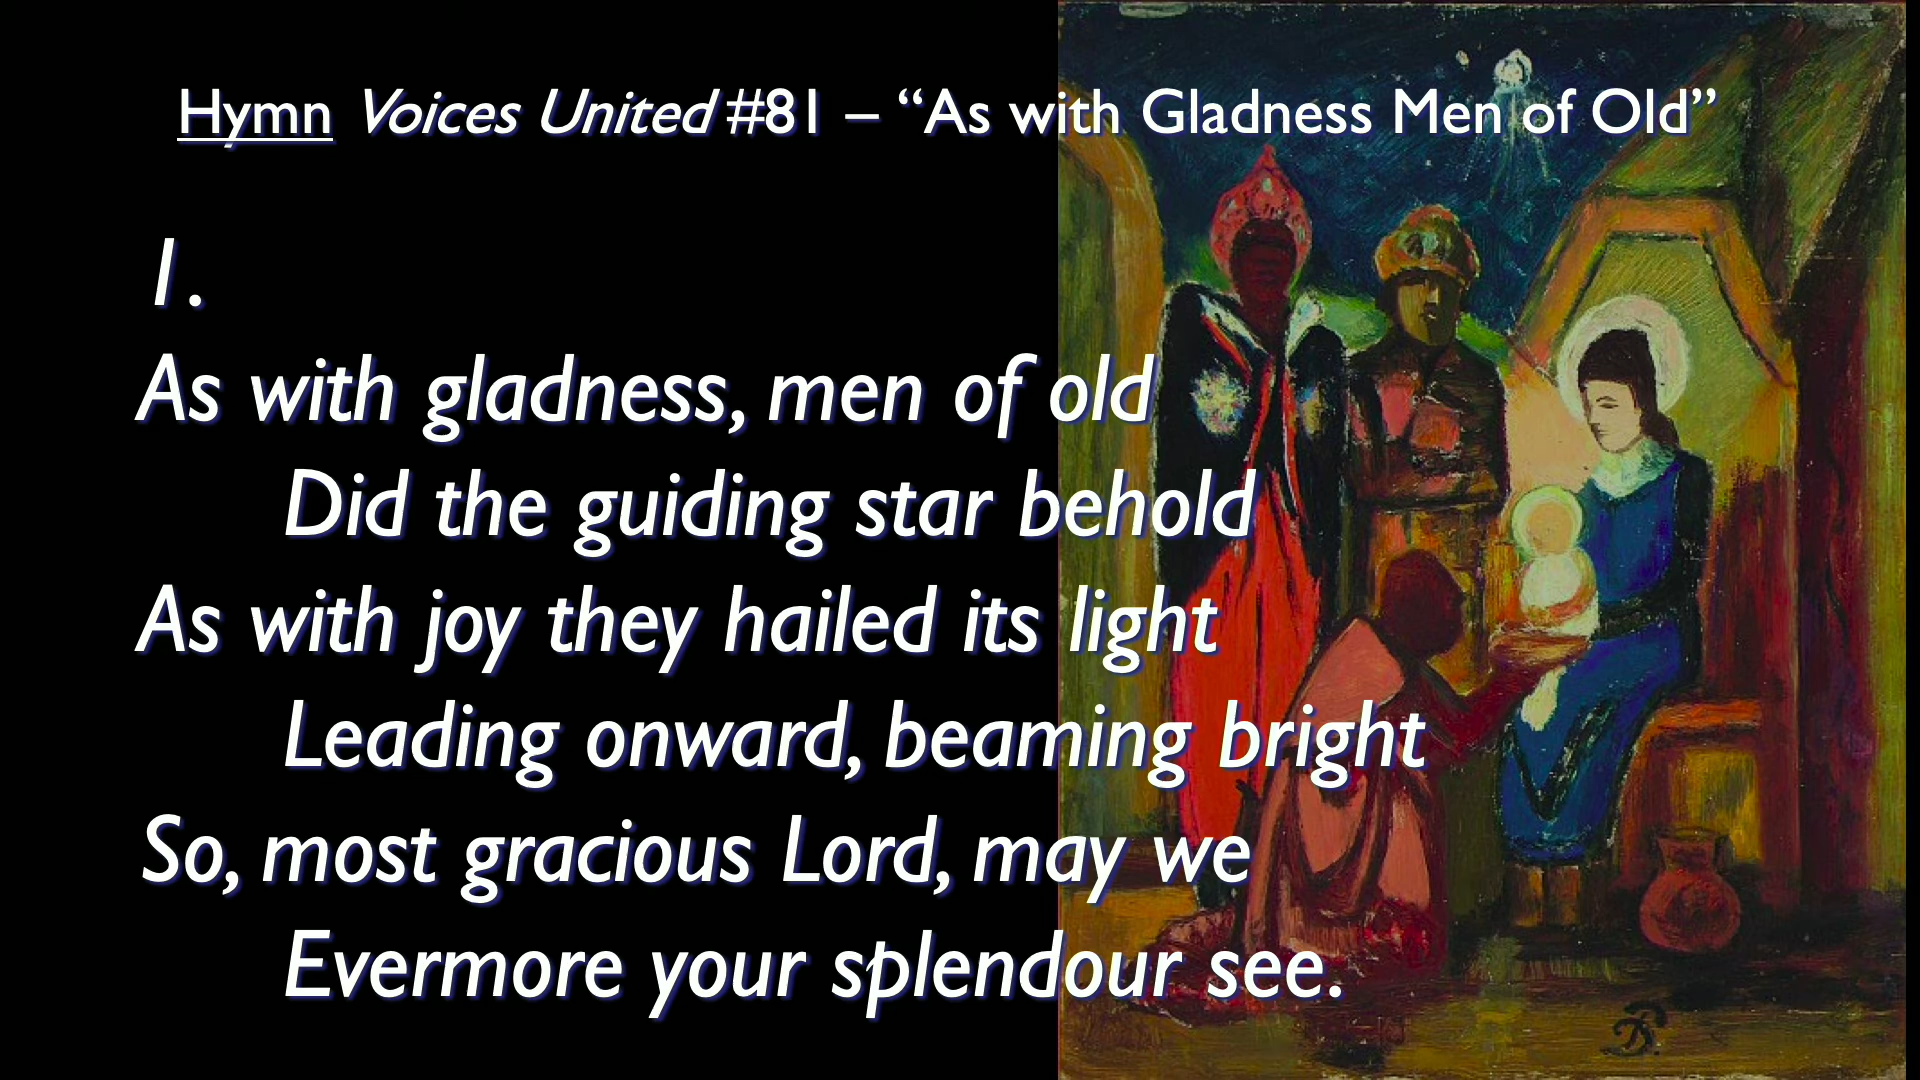 Hymn Voices United #81 – “As with Gladness Men of Old”
1.
As with gladness, men of old
Did the guiding star behold
As with joy they hailed its light
Leading onward, beaming bright
So, most gracious Lord, may we
Evermore your splendour see.